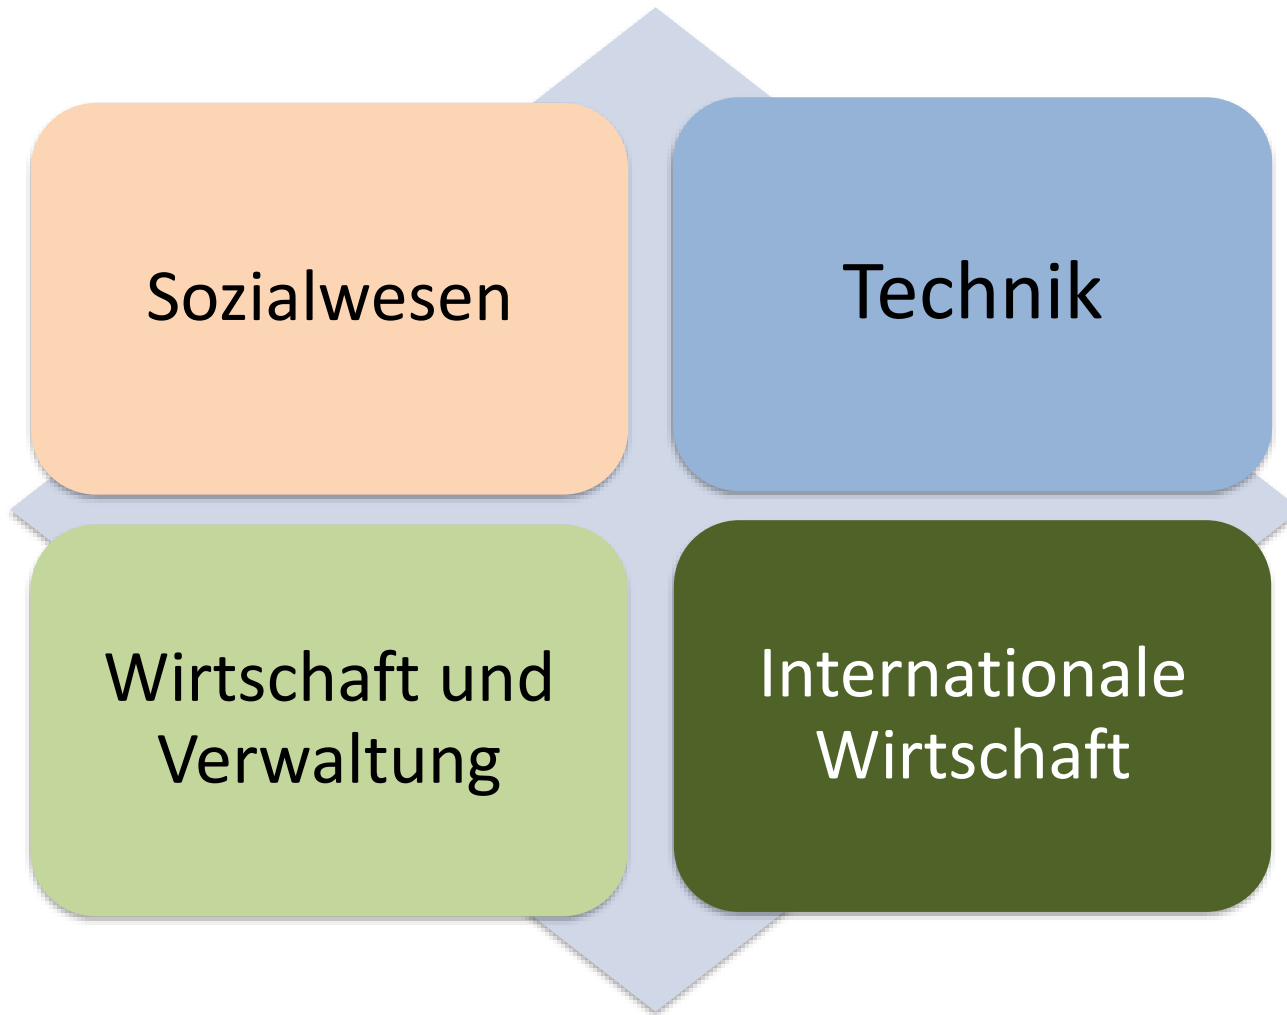 Sozialwesen
Technik
Wirtschaft und
Verwaltung
Internationale
Wirtschaft